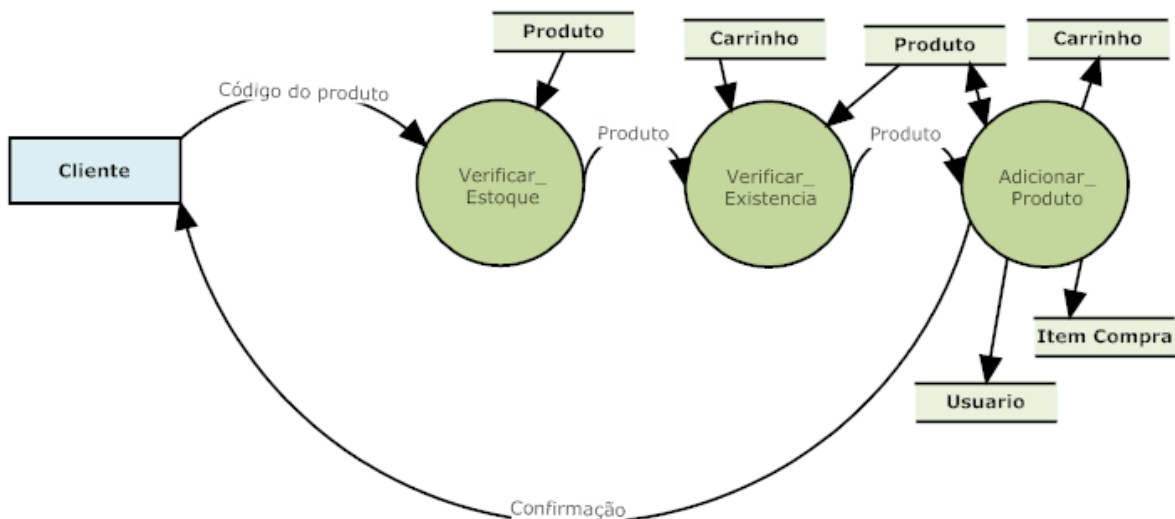 Produto
Carrinho
Produto
Carrinho
Código do produto
Produto
Produto
Cliente
Verificar_
Estoque
Verificar_
Existencia
Adicionar_
Produto
Item Compra
Usuario
Confirmação